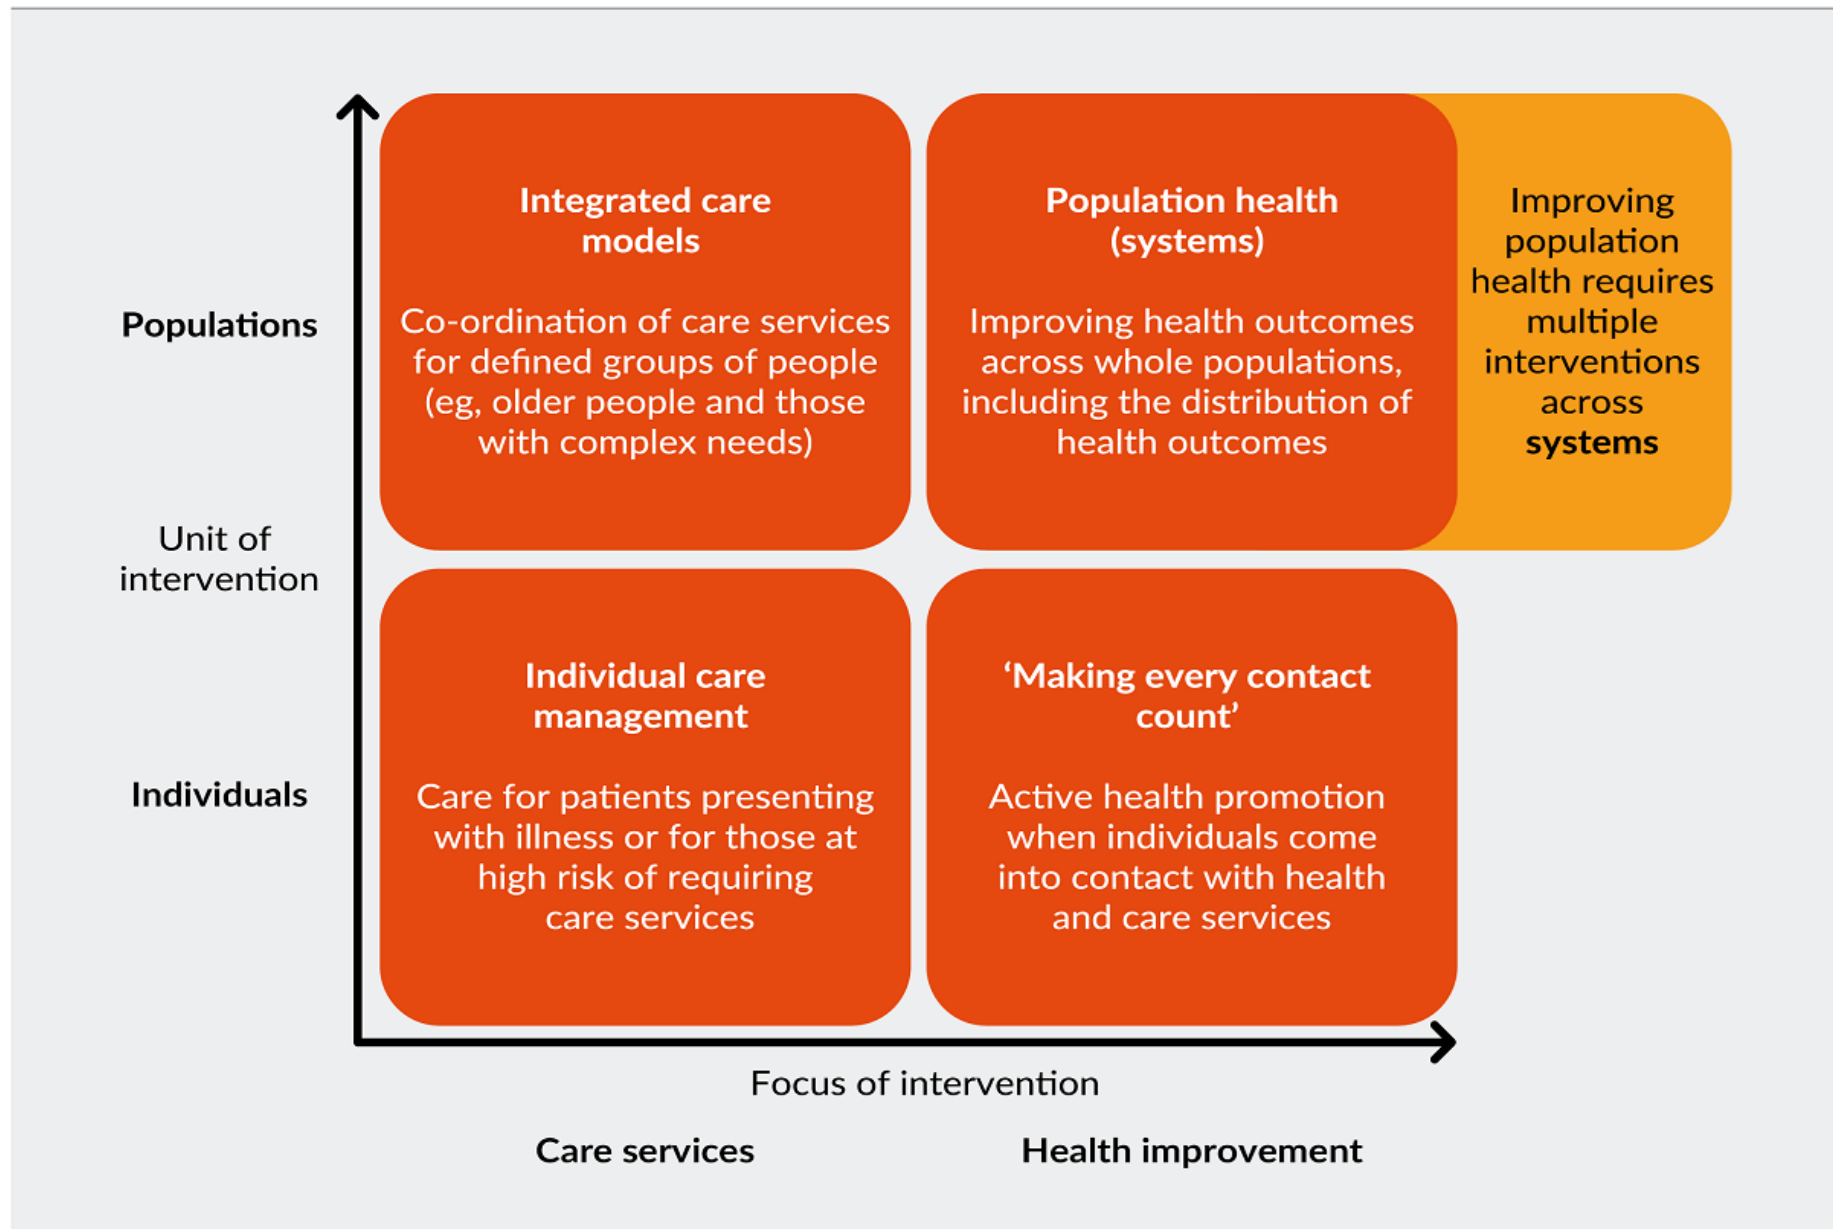 Integrated care
models
Co-ordination of care services
for defined groups of people
(eg, older people and those
with complex needs)
Population health
(systems)
Improving health outcomes
across whole populations,
including the distribution of
health outcomes
Improving
population
health requires
multiple
interventions
across
systems
Populations
Unit of
intervention
Individuals
Individual care
management
Care for patients presenting
with illness or for those at
high risk of requiring
care services
‘Making every contact
count’
Active health promotion
when individuals come
into contact with health
and care services
Focus of intervention
Care services
Health improvement